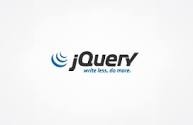 jQuery
write less, do more.